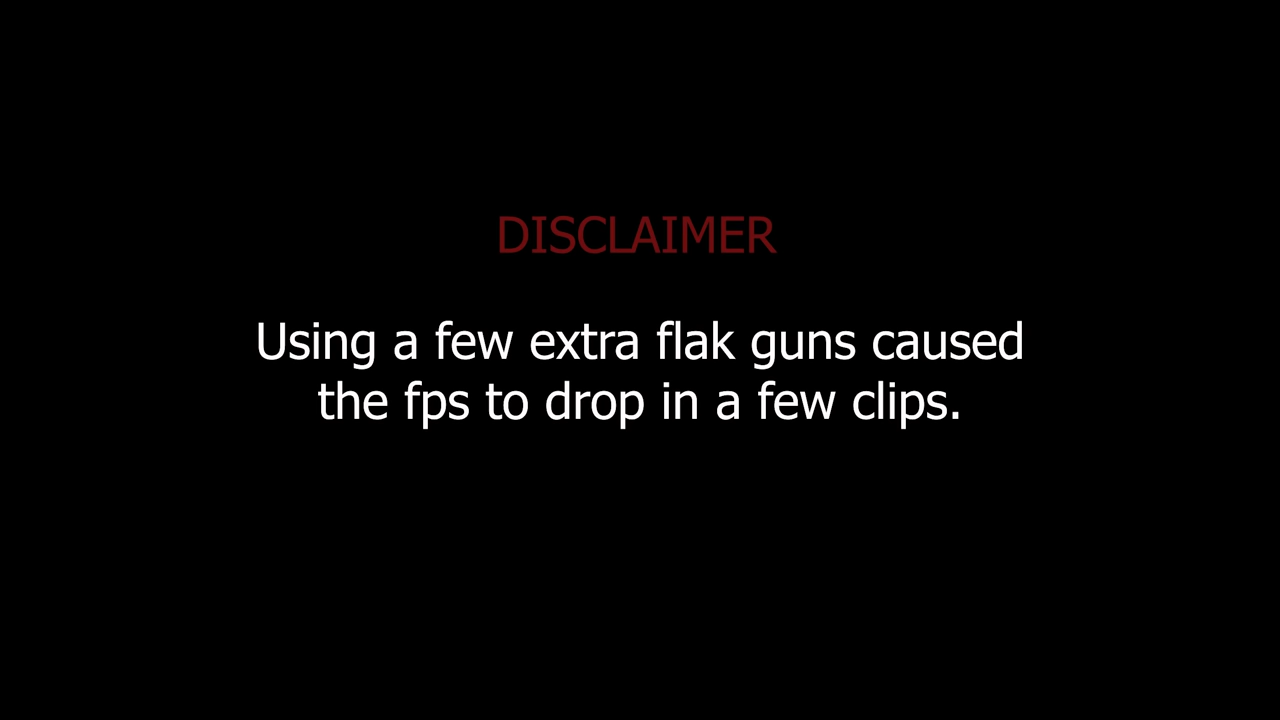 DISCLAIMER
Using a few extra flak guns caused
the fps to drop in a few clips.